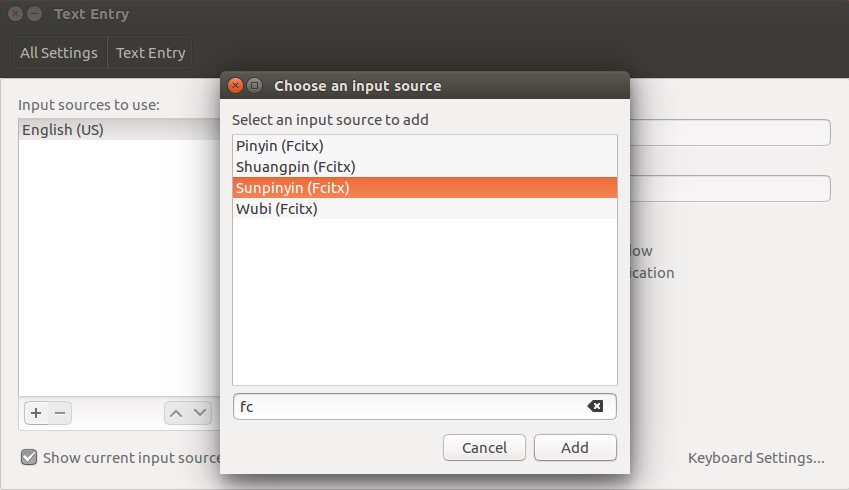 Text Entry
All Settings
Text Entry
Choose an input source
Input sources to use:
English (US)
Select an input source to add
Pinyin (Fcitx)
Shuangpin (Fcitx)
Sunpinyin (Fcitx)
Wubi (Fcitx)
fc
Cancel
Add
Show current input source
Keyboard Settings...